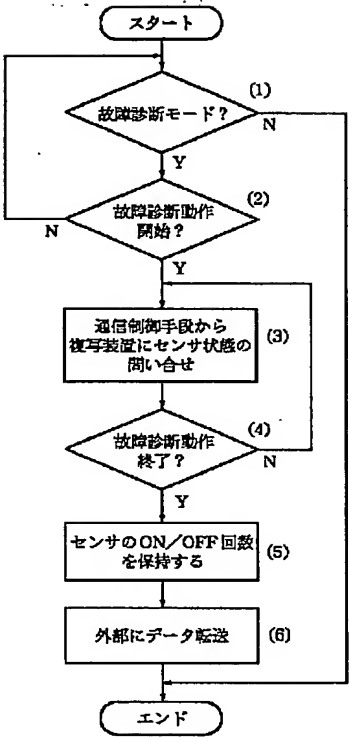 スタート
(1)
故障診断モード?
N
Y
(2)
故障診断動作
開始?
N
Y
通信制御手段から
複写装置にセンサ状態の
問い合せ
(3)
(4)
故障診断動作
終了?
N
Y
センサのON/OFF回数
を保持する
(5)
外部にデータ転送
(6)
エンド